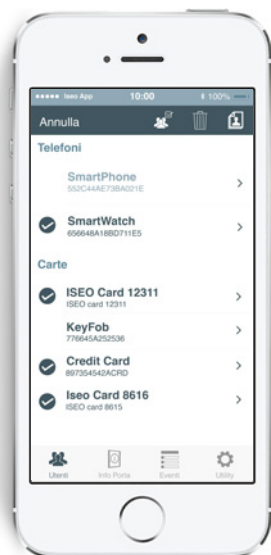 Iseo App 10:00 100%
Annulla
Telefoni
SmartPhone
552C44AE73BA021E
SmartWatch
656648A18BD711E5
Carte
ISEO Card 12311
ISEO card 12311
KeyFob
776645A252536
Credit Card
897354542ACRD
Iseo Card 8616
ISEO card 8615
Utenti Info Porta Eventi Utility